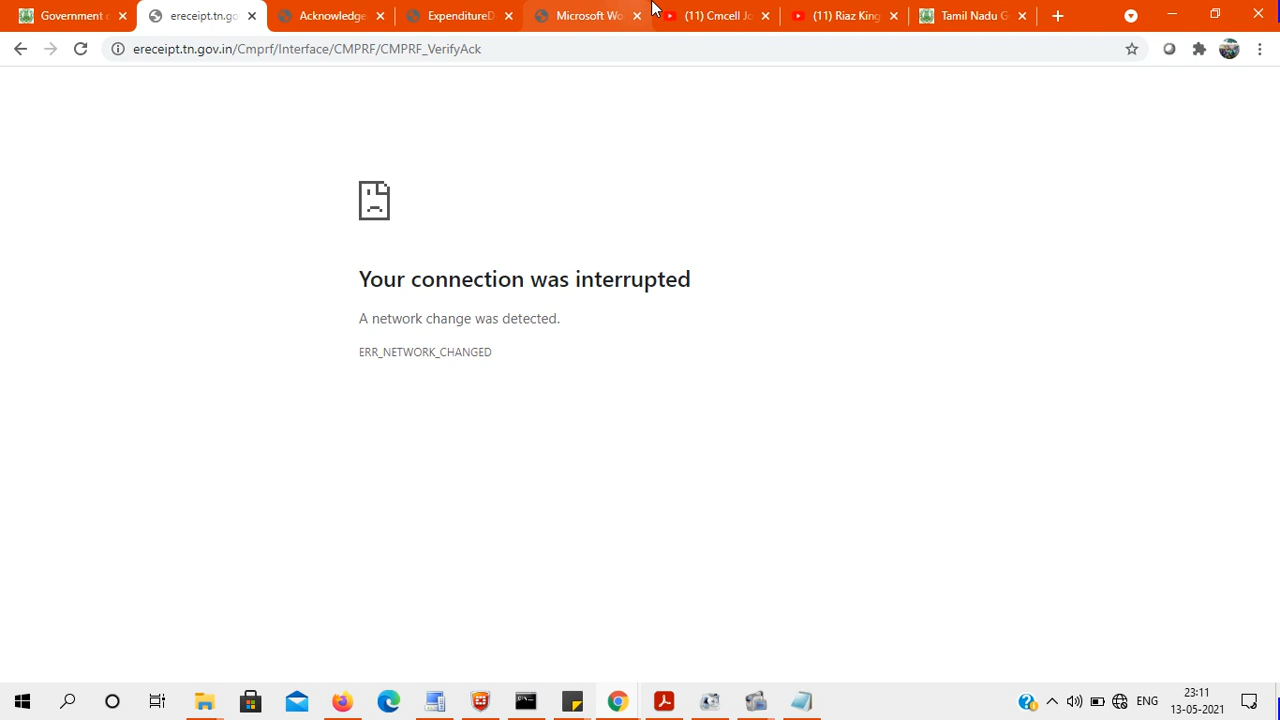 Government o
ereceipt.tn.go
Acknowledge
ExpenditureD
Microsoft Wo
(11) Cmcell Jo
(11) Riaz King
Tamil Nadu G
ereceipt.tn.gov.in/Cmprf/Interface/CMPRF/CMPRF_VerifyAck
Your connection was interrupted
A network change was detected.
ERR_NETWORK_CHANGED
ENG
23:11
13-05-2021